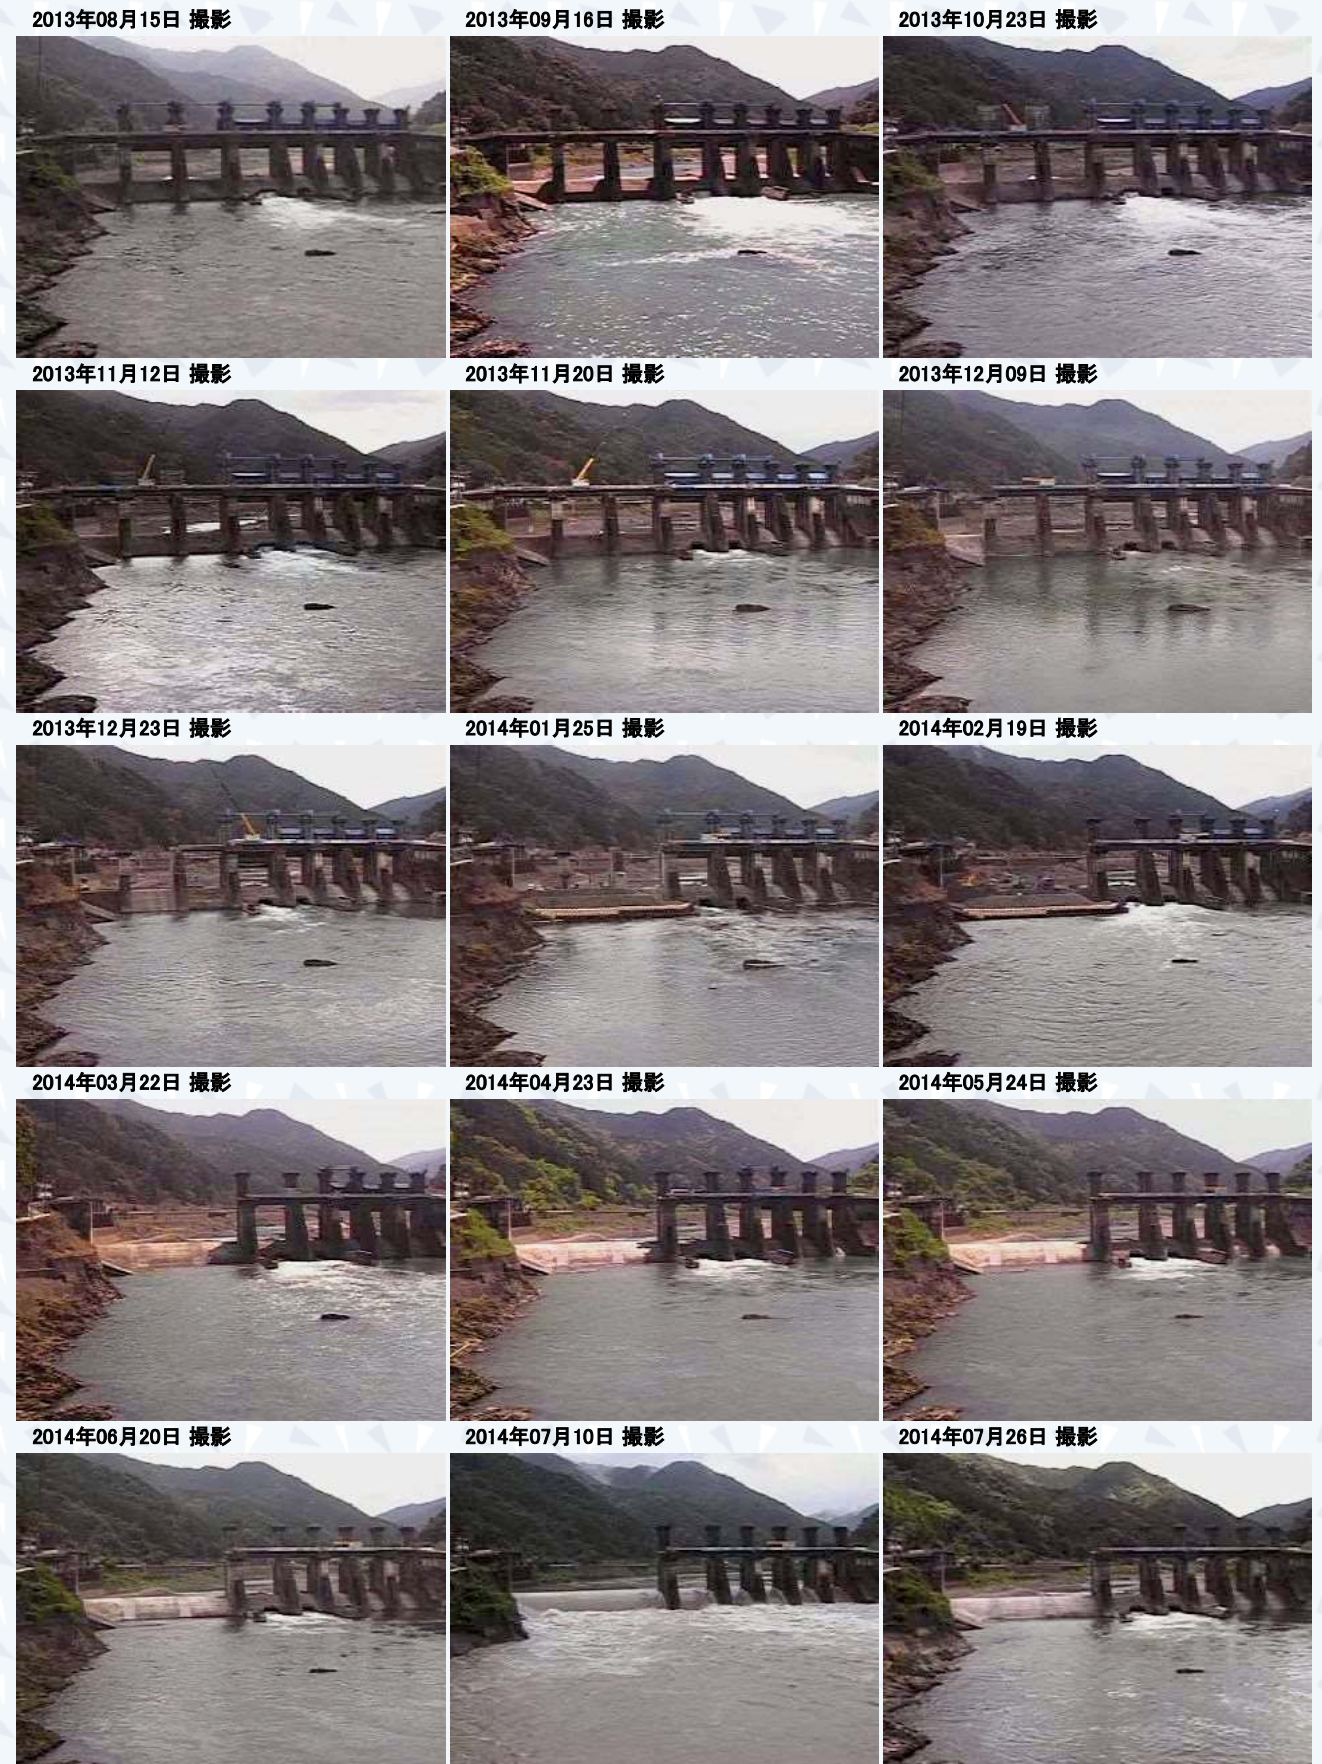 2013年08月15日 撮影
2013年09月16日 撮影
2013年10月23日 撮影
2013年11月12日 撮影
2013年11月20日 撮影
2013年12月09日 撮影
2013年12月23日 撮影
2014年01月25日 撮影
2014年02月19日 撮影
2014年03月22日 撮影
2014年04月23日 撮影
2014年05月24日 撮影
2014年06月20日 撮影
2014年07月10日 撮影
2014年07月26日 撮影